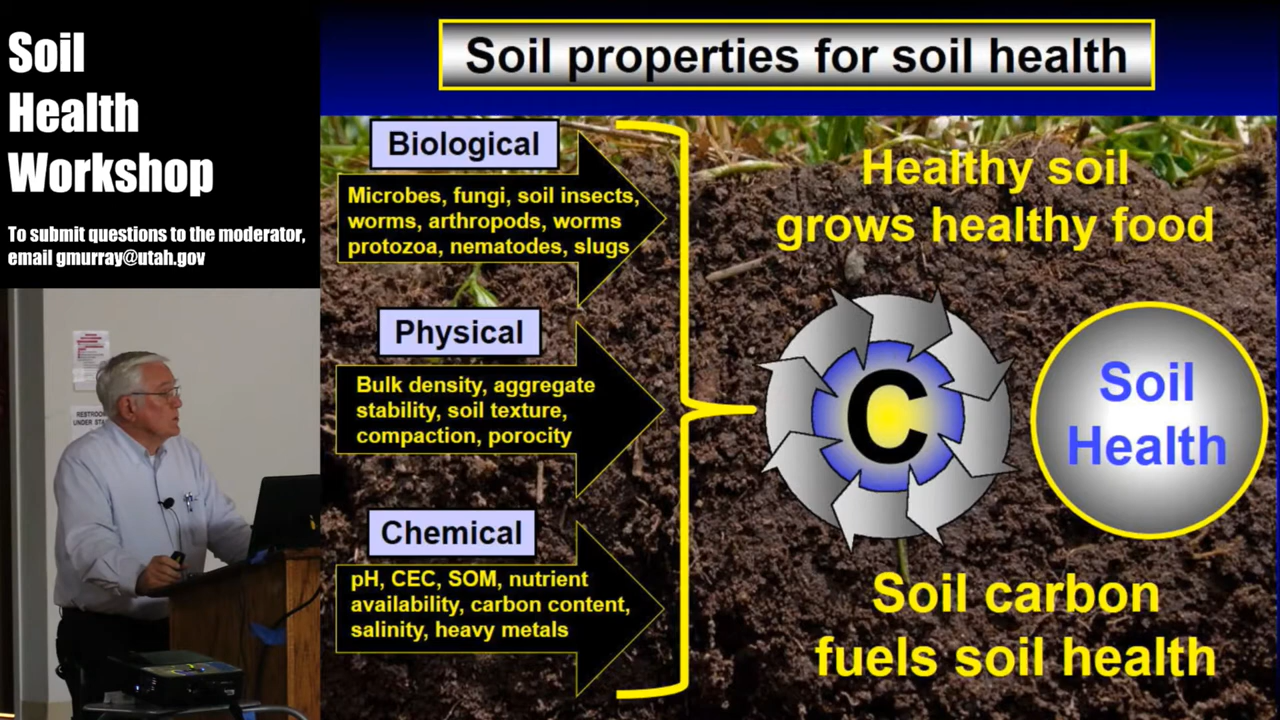 Soil
Health
Workshop
To submit questions to the moderator,
email gmurray@utah.gov
RESTROOM
Soil properties for soil health
Biological
Microbes, fungi, soil insects,
worms, arthropods, worms
protozoa, nematodes, slugs
Physical
Bulk density, aggregate
stability, soil texture,
compaction, porocity
Chemical
pH, CEC, SOM, nutrient
availability, carbon content,
salinity, heavy metals
Healthy soil
grows healthy food
C
Soil
Health
Soil carbon
fuels soil health